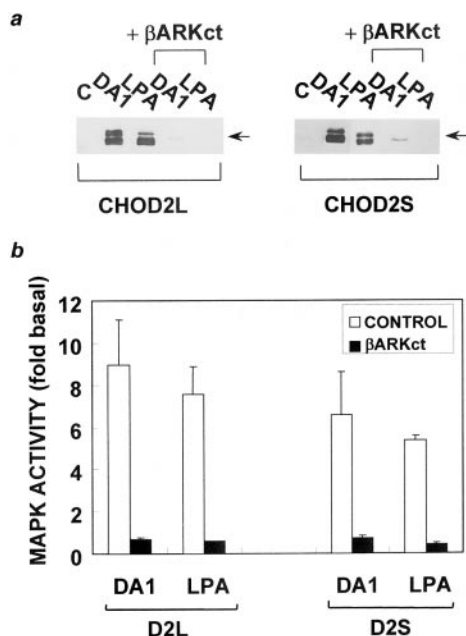 a
+ βARKct
+ βARKct
C DA1 LPA DA1 LPA
DA1 LPA DA1 LPA
CHOD2L
CHOD2S
b
MAPK ACTIVITY (fold basal)
12
10
8
6
4
2
0
CONTROL
βARKct
DA1 LPA DA1 LPA
D2L D2S